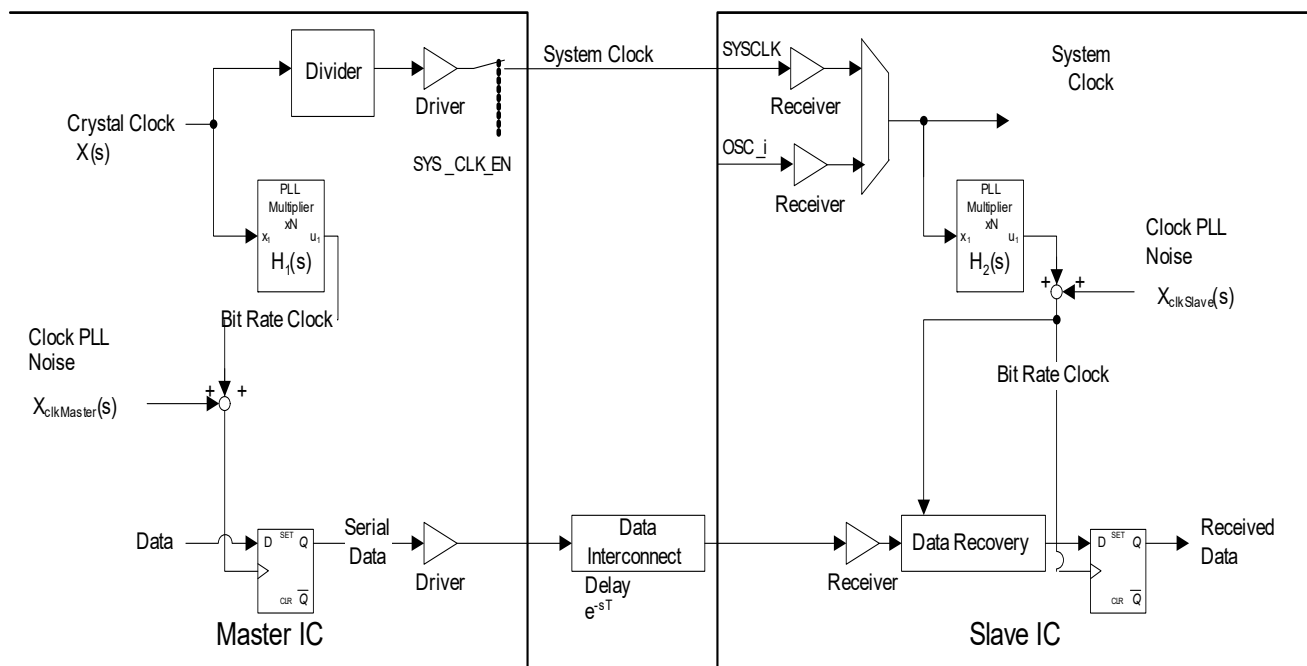 Divider
Driver
System Clock
SYSCLK
Receiver
System
Clock
Crystal Clock
X(s)
SYS_CLK_EN
OSC_i
Receiver
PLL
Multiplier
xN
x1 u1
H1(s)
PLL
Multiplier
xN
x1 u1
H2(s)
Clock PLL
Noise
+ +
XclkSlave(s)
Bit Rate Clock
Clock PLL
Noise
+ +
XclkMaster(s)
Bit Rate Clock
Data
D SET Q
CLR Q
Serial
Data
Driver
Data
Interconnect
Delay
e-sT
Receiver
Data Recovery
D SET Q
CLR Q
Received
Data
Master IC
Slave IC